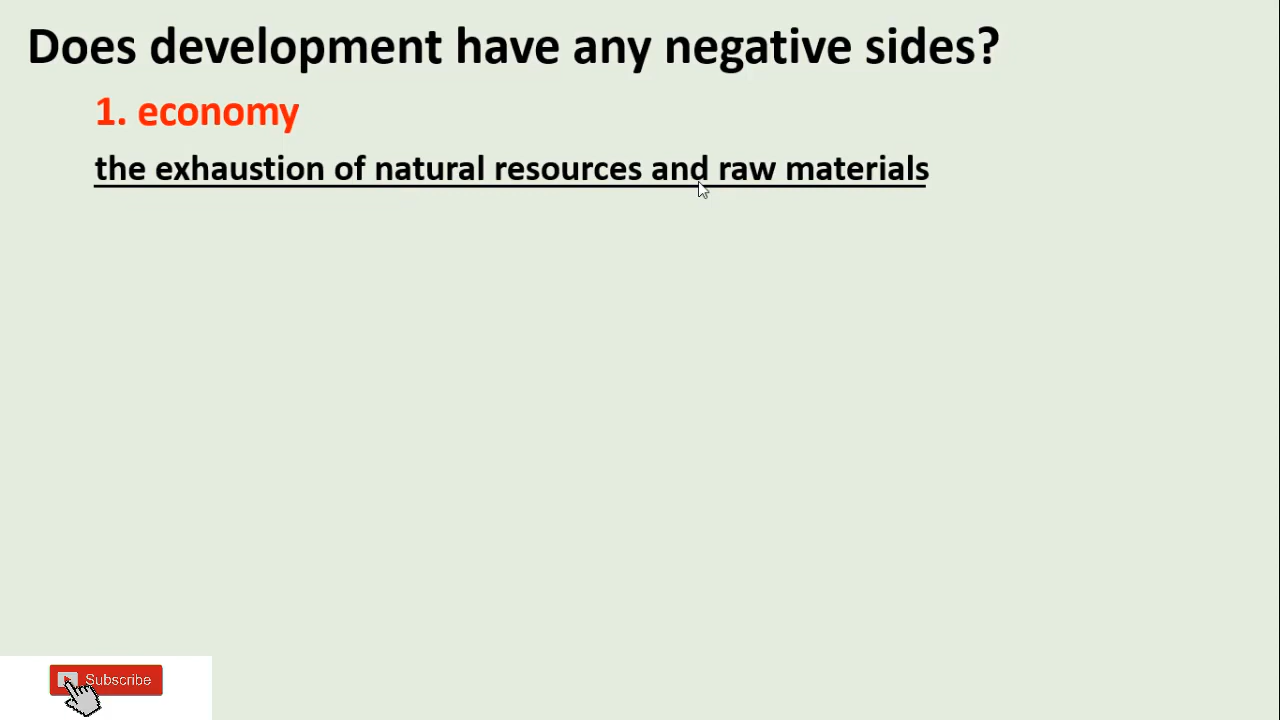 Does development have any negative sides?
1. economy
the exhaustion of natural resources and raw materials
Subscribe